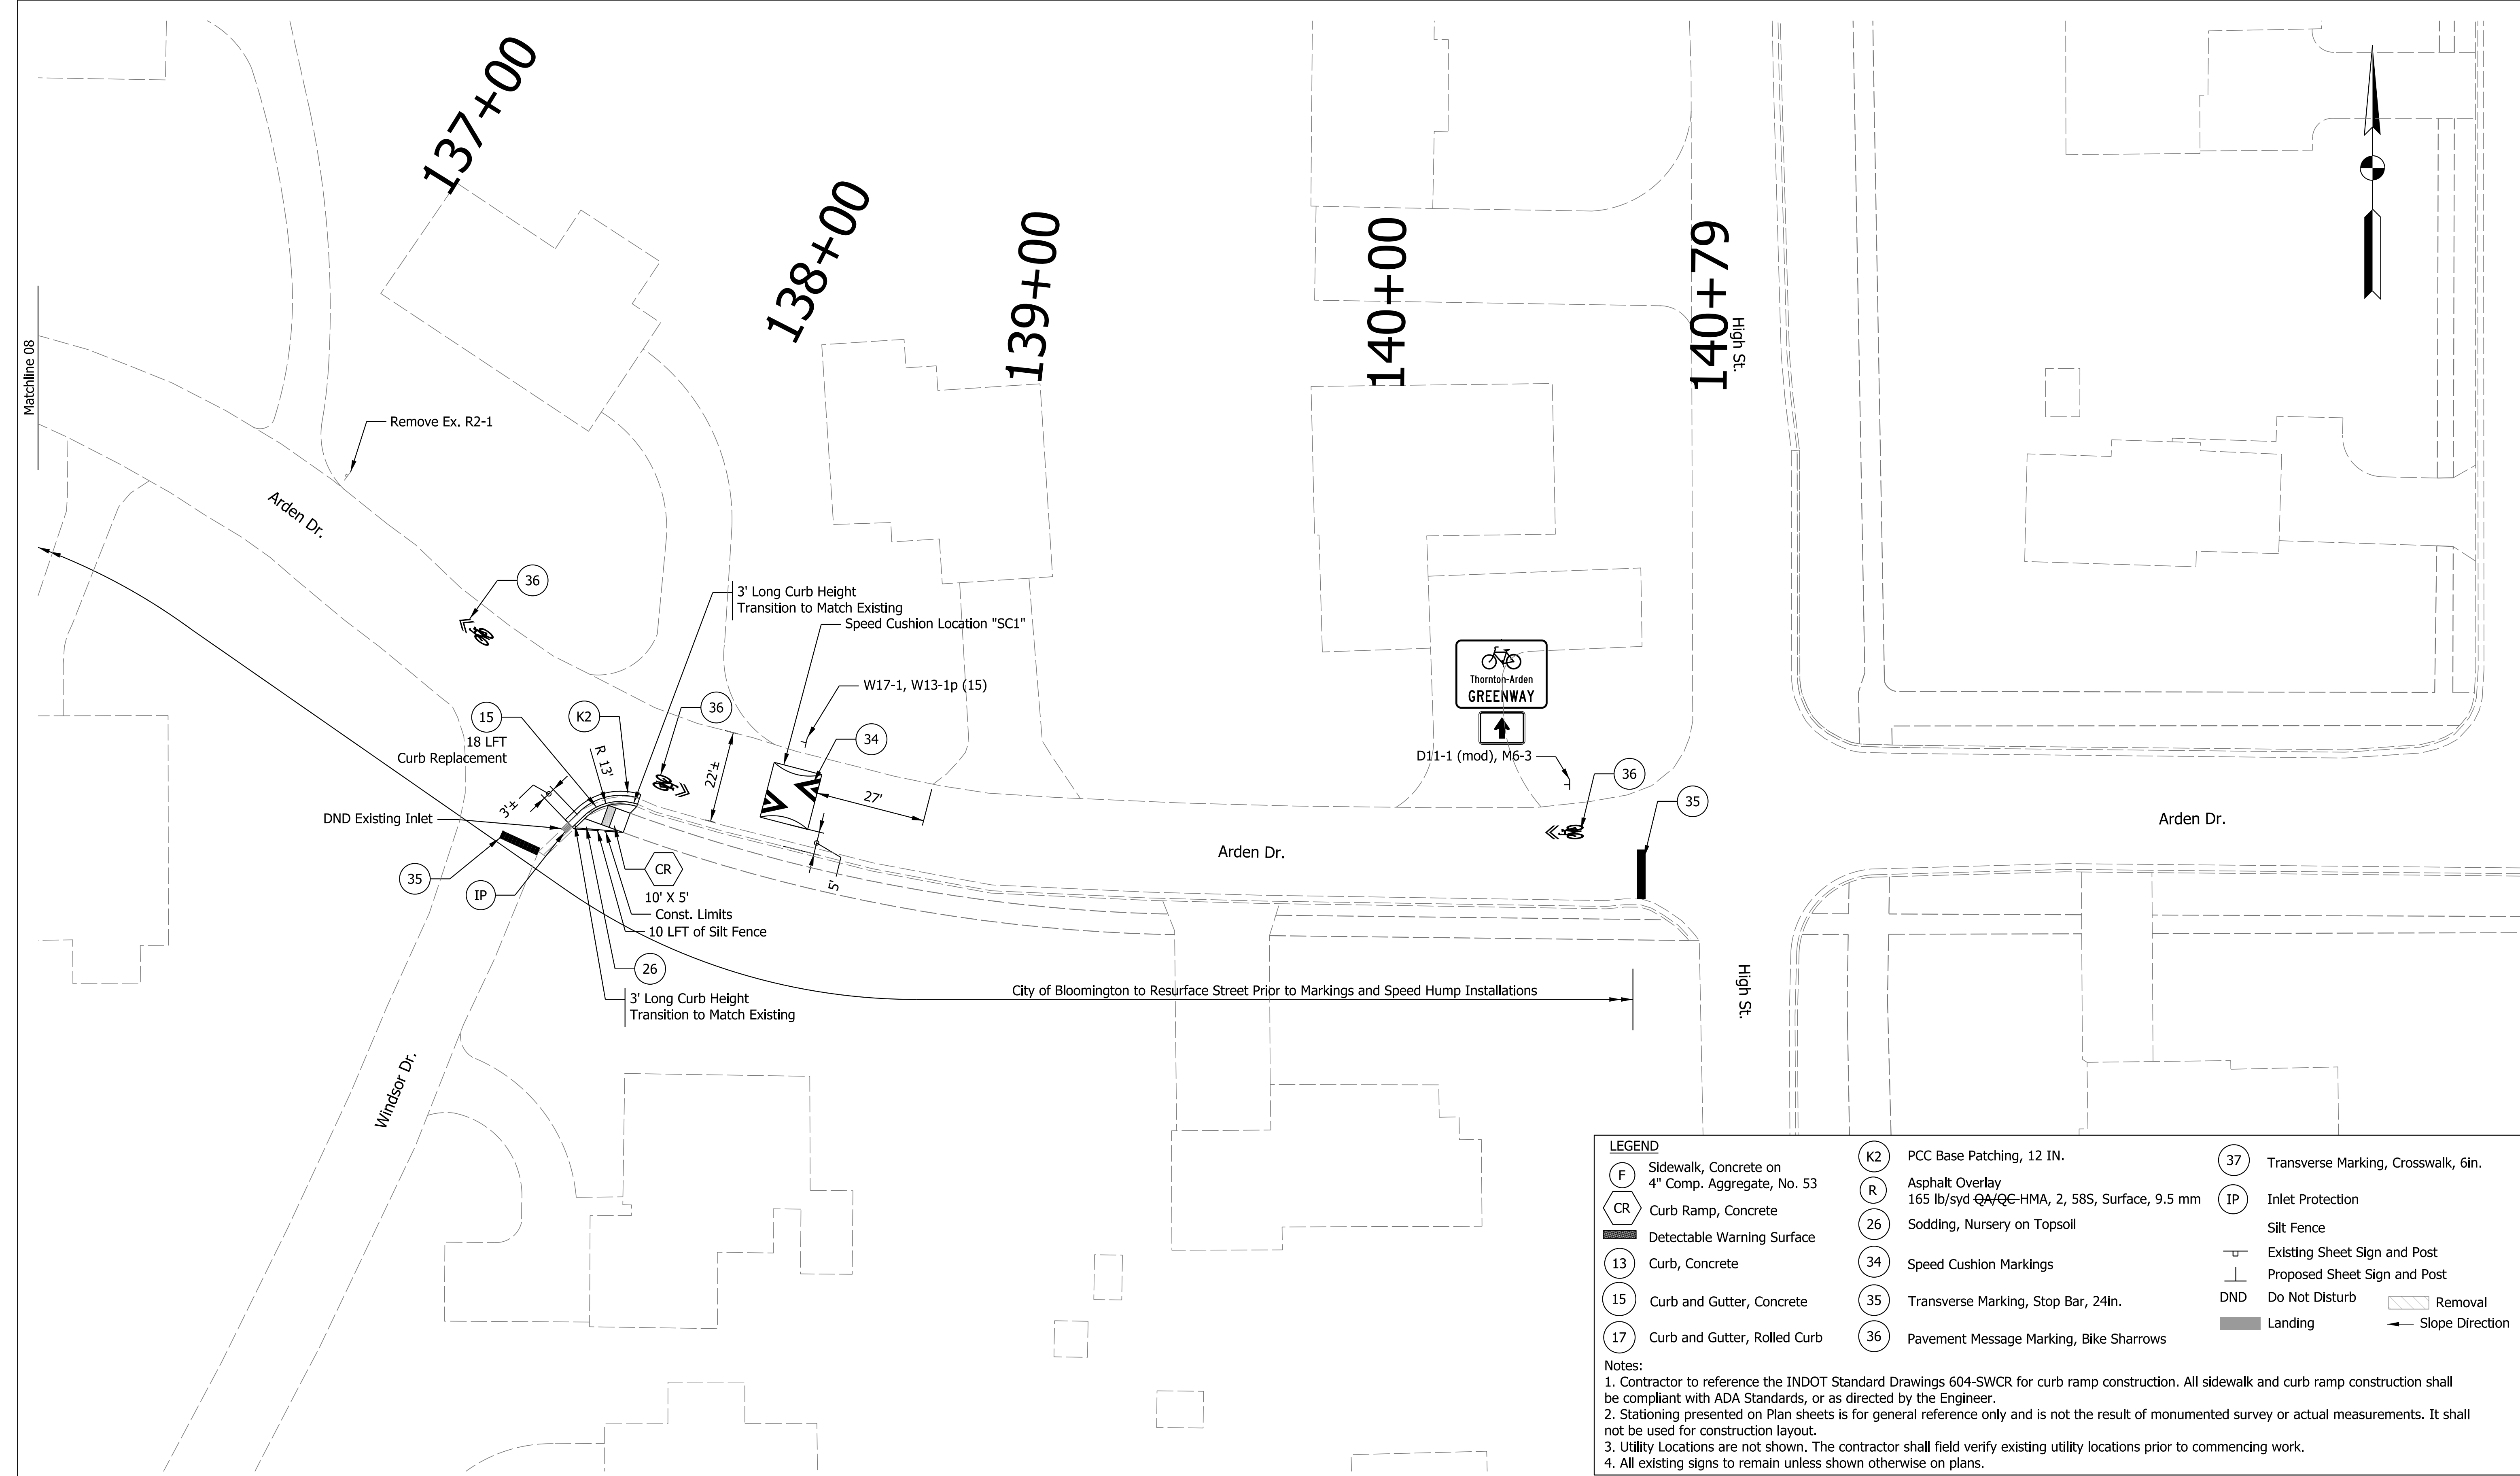 137+00
138+00
139+00
140+00
140+79
High St.
Matchline 08
Remove Ex. R2-1
Arden Dr.
36
3' Long Curb Height
Transition to Match Existing
Speed Cushion Location "SC1"
W17-1, W13-1p (15)
36
34
15
18 LFT
Curb Replacement
K2
R 13'
22'±
27'
3'±
5'
DND Existing Inlet
35
IP
CR
10' X 5'
Const. Limits
10 LFT of Silt Fence
26
3' Long Curb Height
Transition to Match Existing
Thornton-Arden
GREENWAY
D11-1 (mod), M6-3
36
35
Arden Dr.
Arden Dr.
City of Bloomington to Resurface Street Prior to Markings and Speed Hump Installations
High St.
Windsor Dr.
LEGEND
F Sidewalk, Concrete on
4" Comp. Aggregate, No. 53
CR Curb Ramp, Concrete
Detectable Warning Surface
13 Curb, Concrete
15 Curb and Gutter, Concrete
17 Curb and Gutter, Rolled Curb
K2 PCC Base Patching, 12 IN.
R Asphalt Overlay
165 lb/syd QA/QC HMA, 2, 58S, Surface, 9.5 mm
26 Sodding, Nursery on Topsoil
34 Speed Cushion Markings
35 Transverse Marking, Stop Bar, 24in.
36 Pavement Message Marking, Bike Sharrows
37 Transverse Marking, Crosswalk, 6in.
IP Inlet Protection
Silt Fence
Existing Sheet Sign and Post
Proposed Sheet Sign and Post
DND Do Not Disturb
Removal
Landing
Slope Direction
Notes:
1. Contractor to reference the INDOT Standard Drawings 604-SWCR for curb ramp construction. All sidewalk and curb ramp construction shall
be compliant with ADA Standards, or as directed by the Engineer.
2. Stationing presented on Plan sheets is for general reference only and is not the result of monumented survey or actual measurements. It shall
not be used for construction layout.
3. Utility Locations are not shown. The contractor shall field verify existing utility locations prior to commencing work.
4. All existing signs to remain unless shown otherwise on plans.